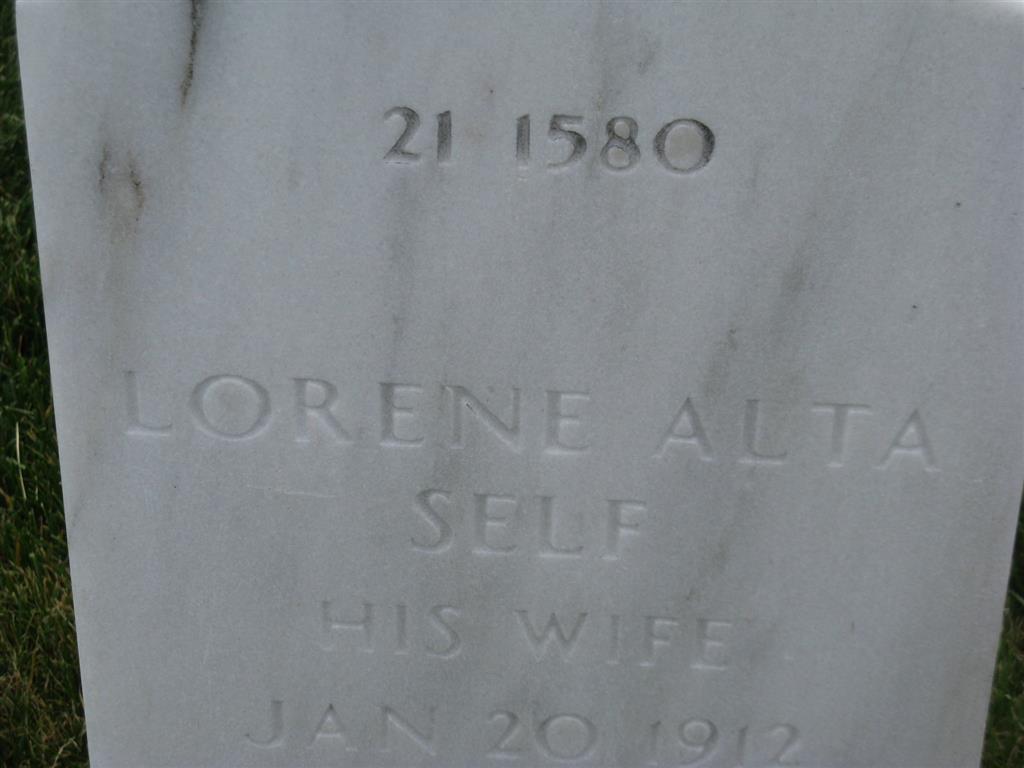 21 1580
LORENE ALTA
SELF
HIS WIFE
JAN 20 1912